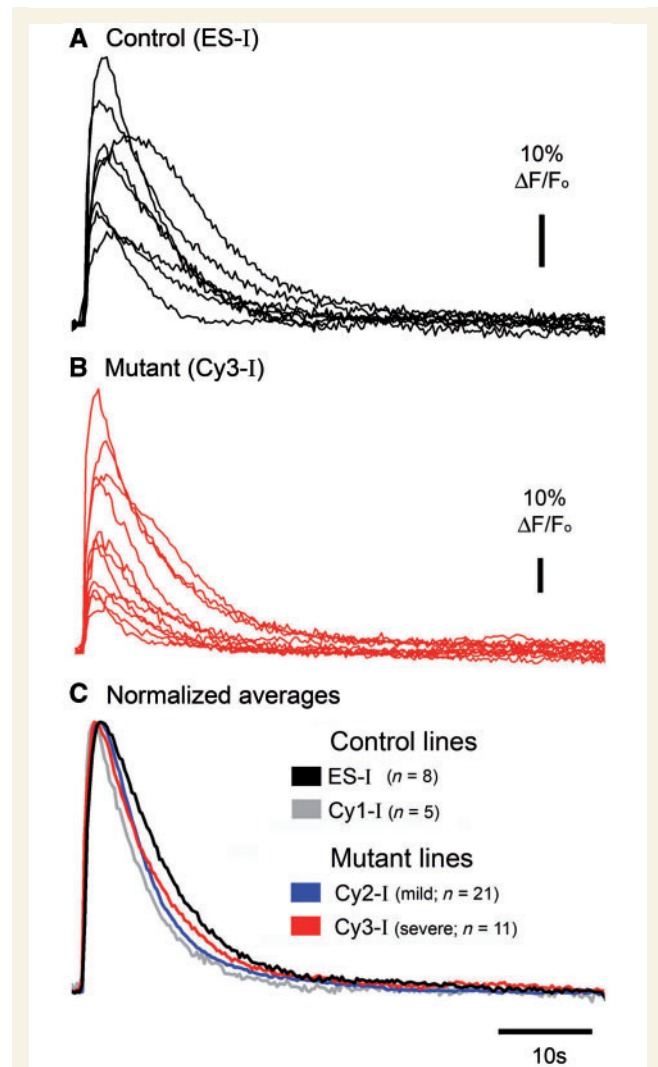 A Control (ES-I)
10%
ΔF/Fo
B Mutant (Cy3-I)
10%
ΔF/Fo
C Normalized averages
Control lines
ES-I (n = 8)
Cy1-I (n = 5)
Mutant lines
Cy2-I (mild; n = 21)
Cy3-I (severe; n = 11)
10s